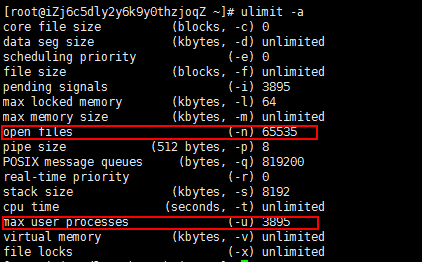 [root@iZj6c5dly2y6k9y0thzjoqZ ~]# ulimit -a
core file size (blocks, -c) 0
data seg size (kbytes, -d) unlimited
scheduling priority (-e) 0
file size (blocks, -f) unlimited
pending signals (-i) 3895
max locked memory (kbytes, -l) 64
max memory size (kbytes, -m) unlimited
open files (-n) 65535
pipe size (512 bytes, -p) 8
POSIX message queues (bytes, -q) 819200
real-time priority (-r) 0
stack size (kbytes, -s) 8192
cpu time (seconds, -t) unlimited
max user processes (-u) 3895
virtual memory (kbytes, -v) unlimited
file locks (-x) unlimited